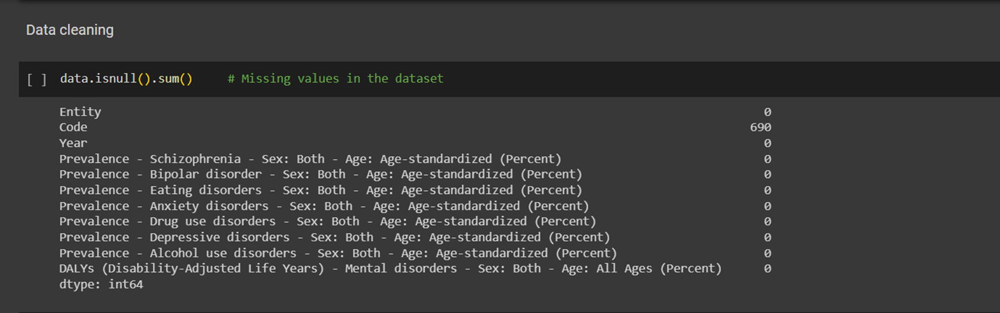 Data cleaning
[ ] data.isnull().sum() # Missing values in the dataset
Entity 0
Code 690
Year 0
Prevalence - Schizophrenia - Sex: Both - Age: Age-standardized (Percent) 0
Prevalence - Bipolar disorder - Sex: Both - Age: Age-standardized (Percent) 0
Prevalence - Eating disorders - Sex: Both - Age: Age-standardized (Percent) 0
Prevalence - Anxiety disorders - Sex: Both - Age: Age-standardized (Percent) 0
Prevalence - Drug use disorders - Sex: Both - Age: Age-standardized (Percent) 0
Prevalence - Depressive disorders - Sex: Both - Age: Age-standardized (Percent) 0
Prevalence - Alcohol use disorders - Sex: Both - Age: Age-standardized (Percent) 0
DALYs (Disability-Adjusted Life Years) - Mental disorders - Sex: Both - Age: All Ages (Percent) 0
dtype: int64